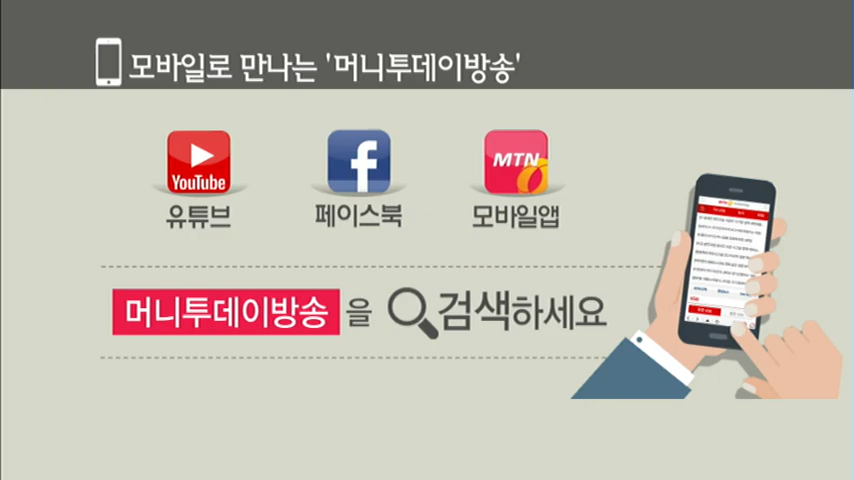 모바일로 만나는 '머니투데이방송'
YouTube
MTN
유튜브
페이스북
모바일앱
머니투데이방송을 검색하세요